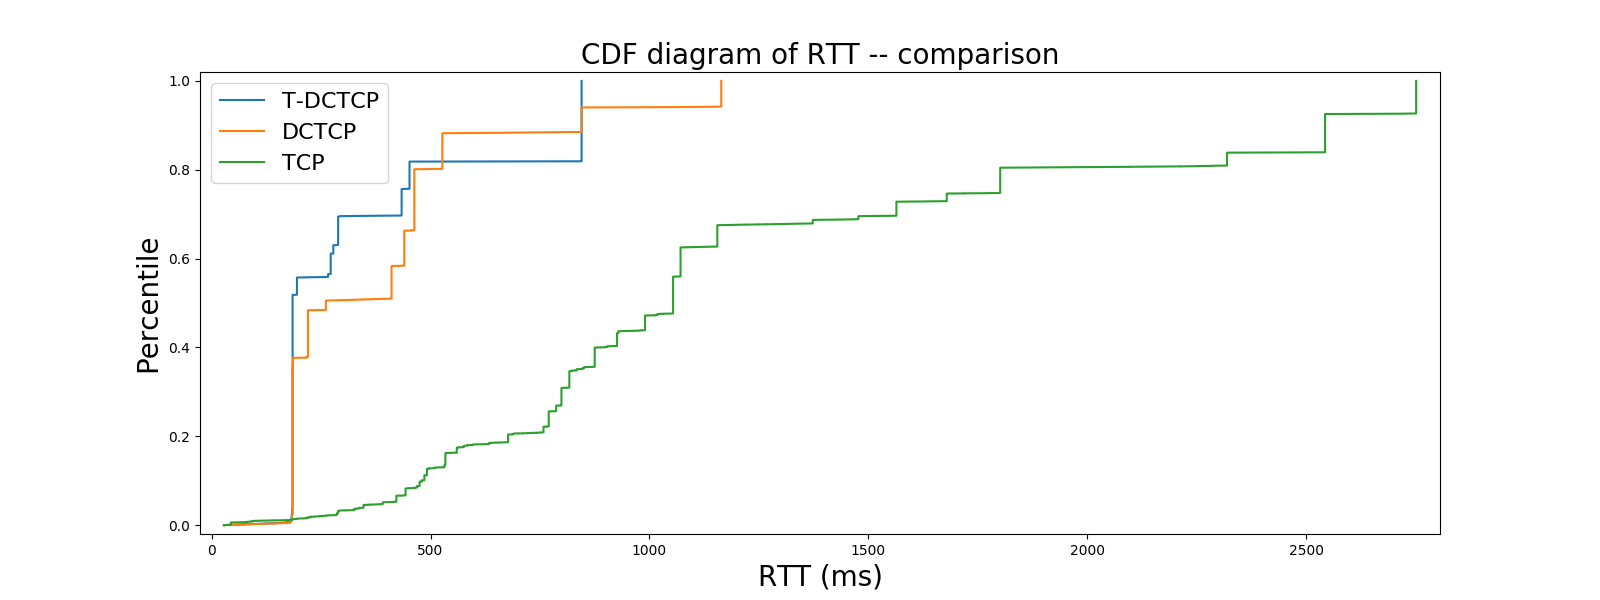 CDF diagram of RTT -- comparison
T-DCTCP
DCTCP
TCP
Percentile
1.0
0.8
0.6
0.4
0.2
0.0
0
500
1000
1500
2000
2500
RTT (ms)